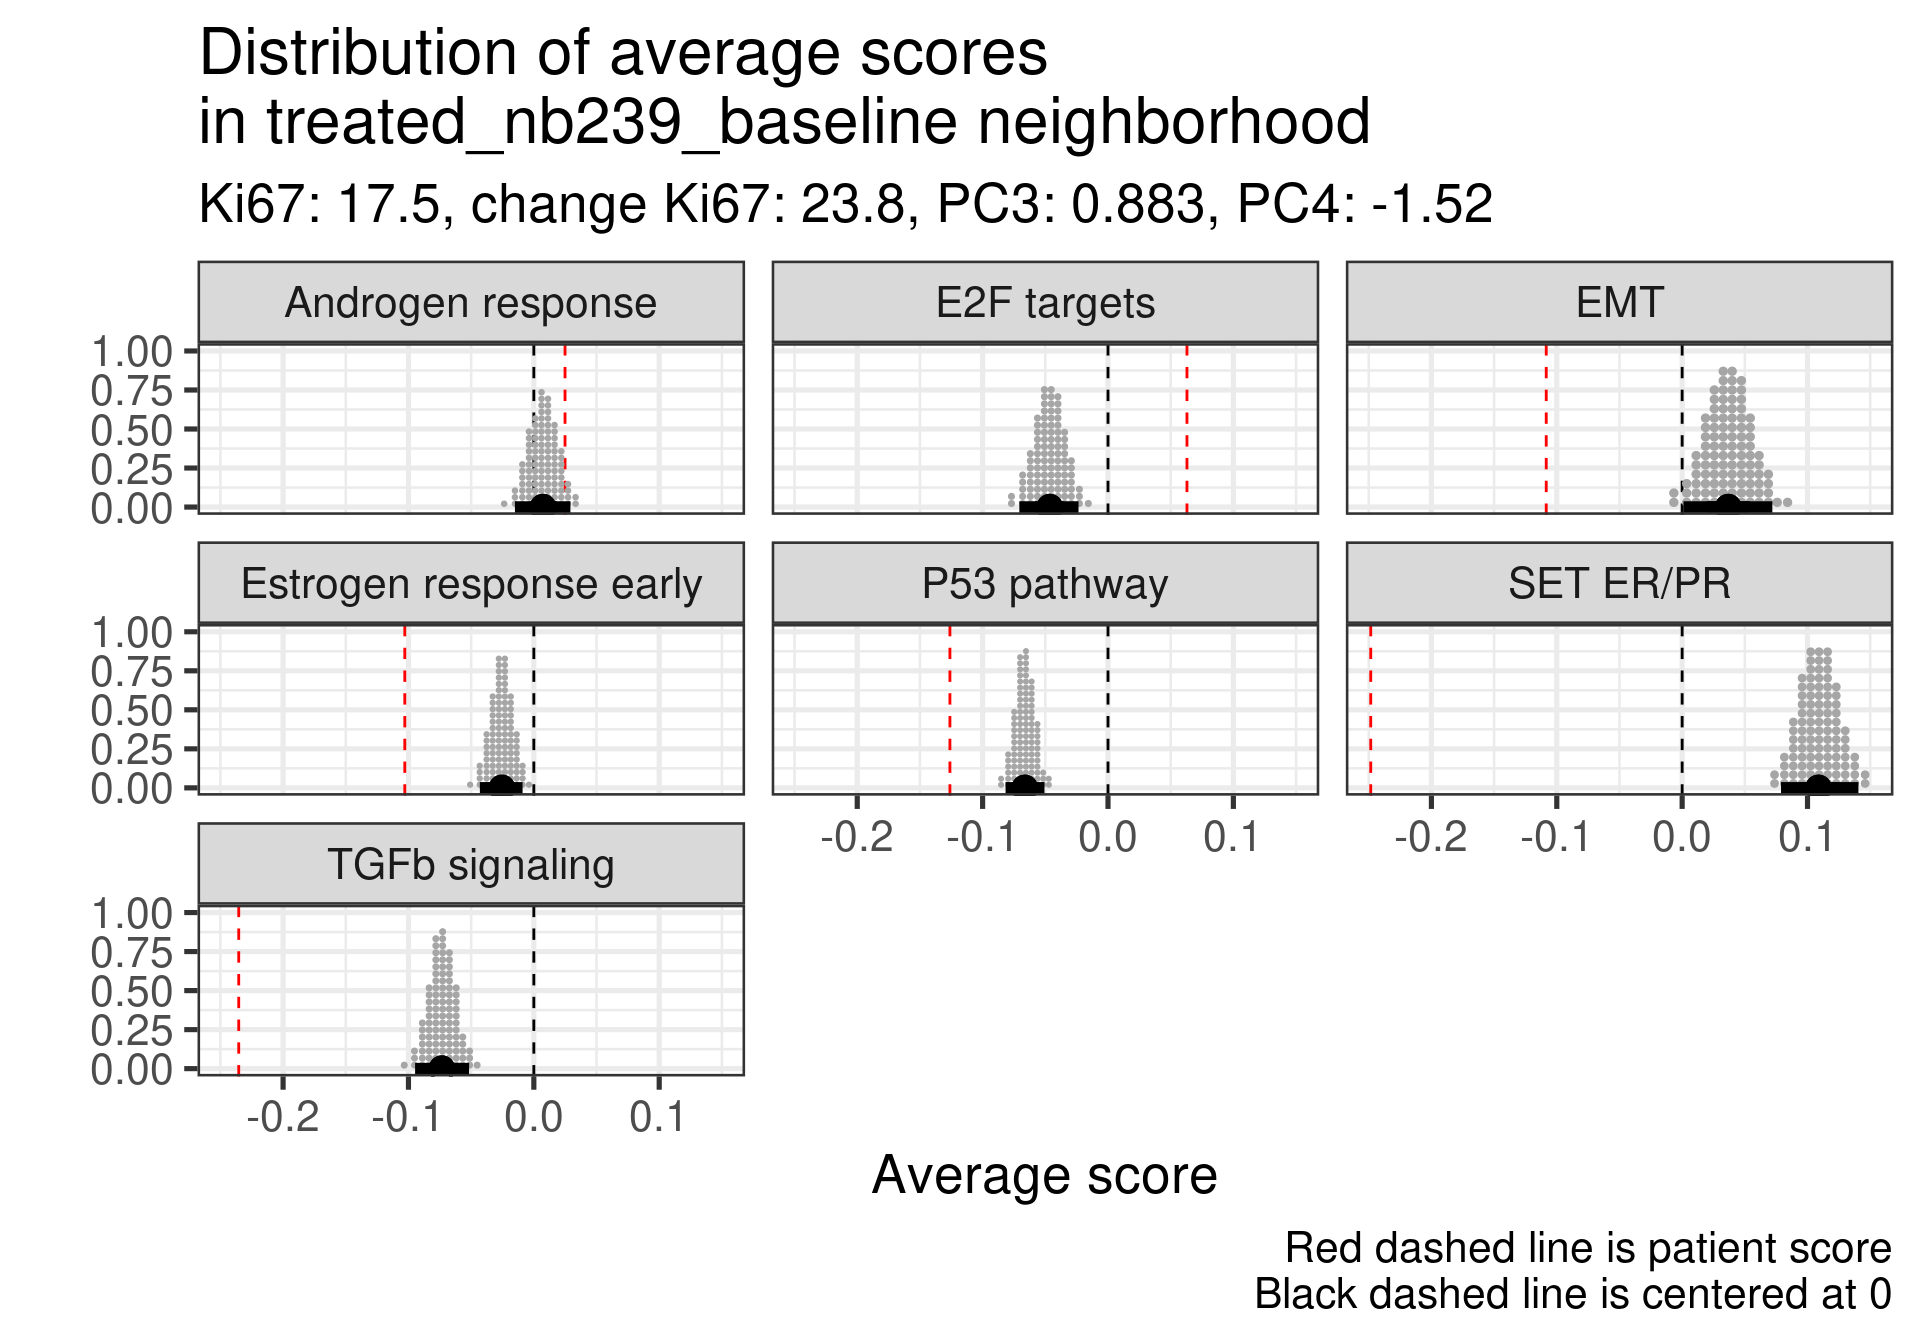 Distribution of average scores
in treated_nb239_baseline neighborhood
Ki67: 17.5, change Ki67: 23.8, PC3: 0.883, PC4: -1.52
Androgen response
E2F targets
EMT
1.00
0.75
0.50
0.25
0.00
Estrogen response early
P53 pathway
SET ER/PR
1.00
0.75
0.50
0.25
0.00
-0.2 -0.1 0.0 0.1
-0.2 -0.1 0.0 0.1
TGFb signaling
1.00
0.75
0.50
0.25
0.00
-0.2 -0.1 0.0 0.1
Average score
Red dashed line is patient score
Black dashed line is centered at 0